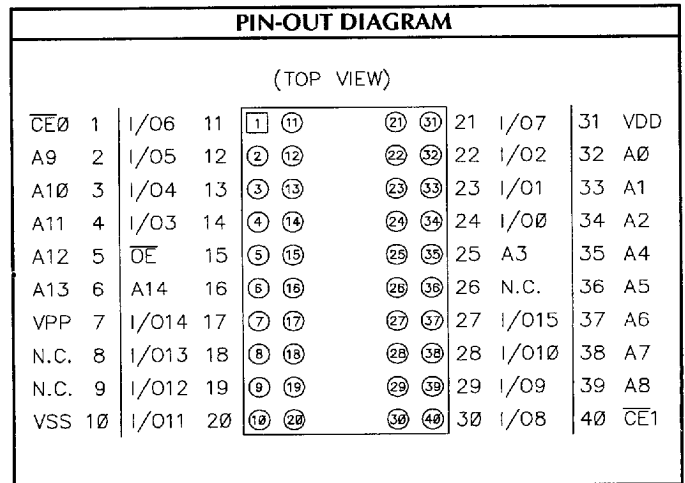 PIN-OUT DIAGRAM
(TOP VIEW)
C̅E̅Ø 1 I/O6 11 1 11 21 31 21 I/O7 31 VDD
A9 2 I/O5 12 2 12 22 32 22 I/O2 32 AØ
A1Ø 3 I/O4 13 3 13 23 33 23 I/O1 33 A1
A11 4 I/O3 14 4 14 24 34 24 I/OØ 34 A2
A12 5 O̅E̅ 15 5 15 25 35 25 A3 35 A4
A13 6 A14 16 6 16 26 36 26 N.C. 36 A5
VPP 7 I/O14 17 7 17 27 37 27 I/O15 37 A6
N.C. 8 I/O13 18 8 18 28 38 28 I/O1Ø 38 A7
N.C. 9 I/O12 19 9 19 29 39 29 I/O9 39 A8
VSS 1Ø I/O11 2Ø 1Ø 2Ø 3Ø 4Ø 3Ø I/O8 4Ø C̅E̅1